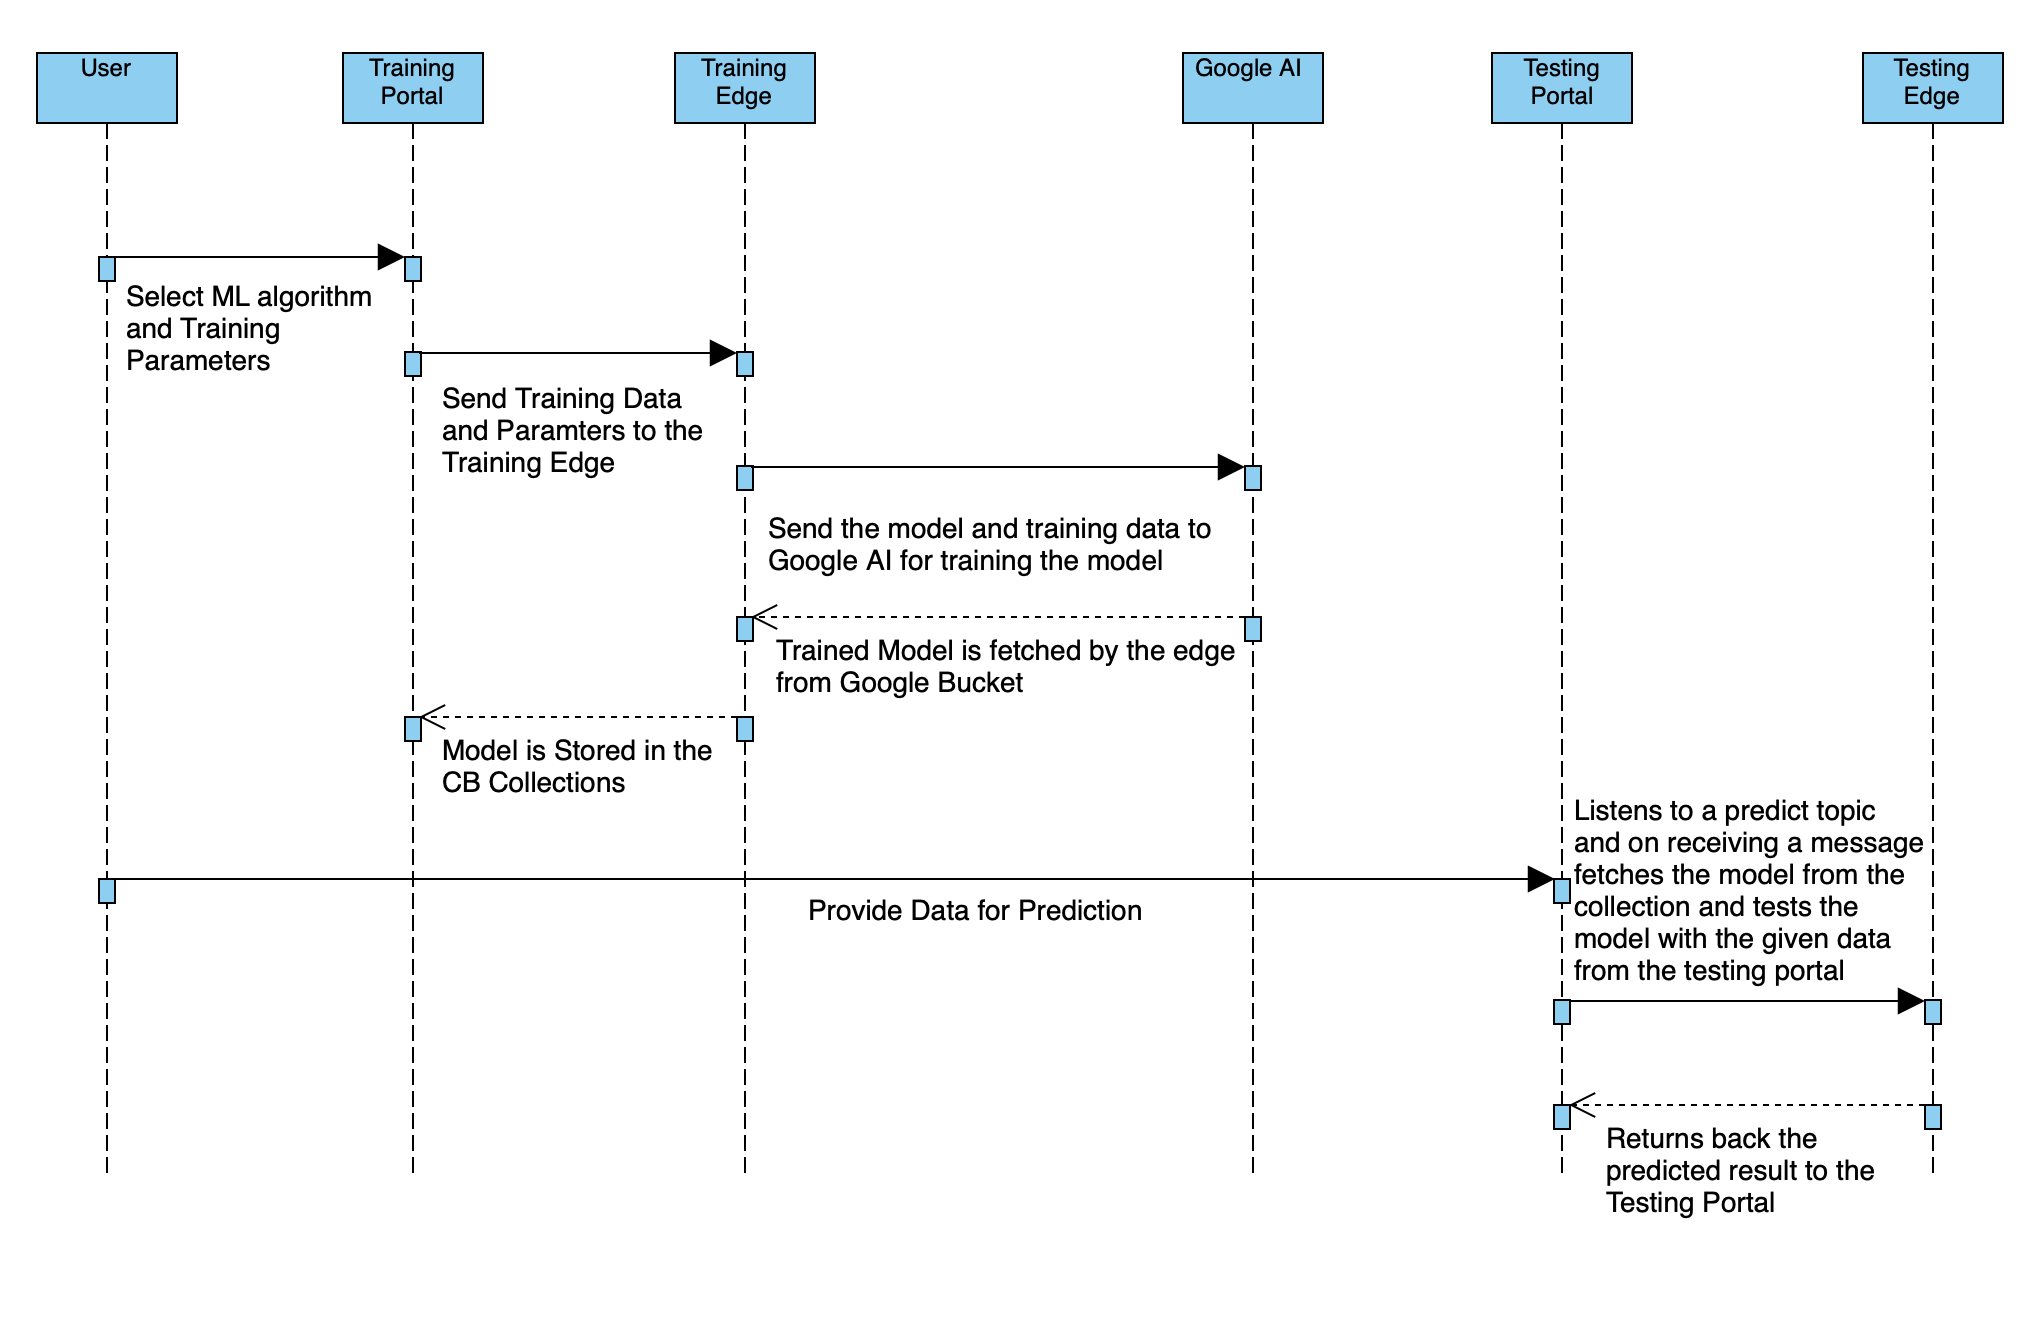 User
Training
Portal
Training
Edge
Google AI
Testing
Portal
Testing
Edge
Select ML algorithm
and Training
Parameters
Send Training Data
and Paramters to the
Training Edge
Send the model and training data to
Google AI for training the model
Trained Model is fetched by the edge
from Google Bucket
Model is Stored in the
CB Collections
Provide Data for Prediction
Listens to a predict topic
and on receiving a message
fetches the model from the
collection and tests the
model with the given data
from the testing portal
Returns back the
predicted result to the
Testing Portal